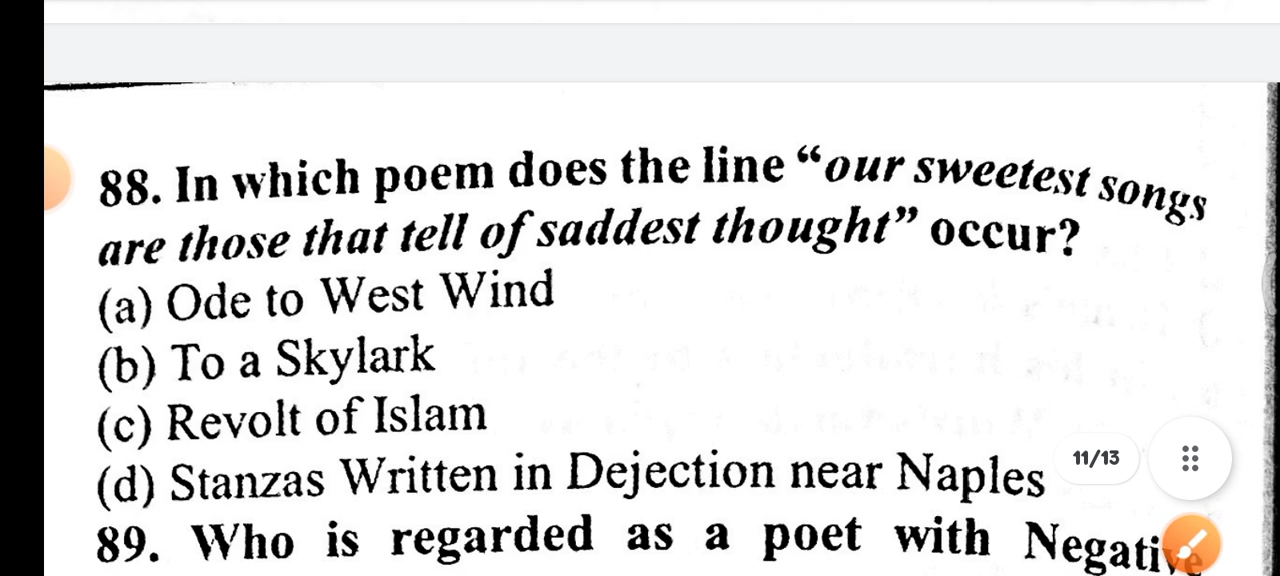 88. In which poem does the line “our sweetest songs
are those that tell of saddest thought” occur?
(a) Ode to West Wind
(b) To a Skylark
(c) Revolt of Islam
(d) Stanzas Written in Dejection near Naples
11/13
89. Who is regarded as a poet with Negative